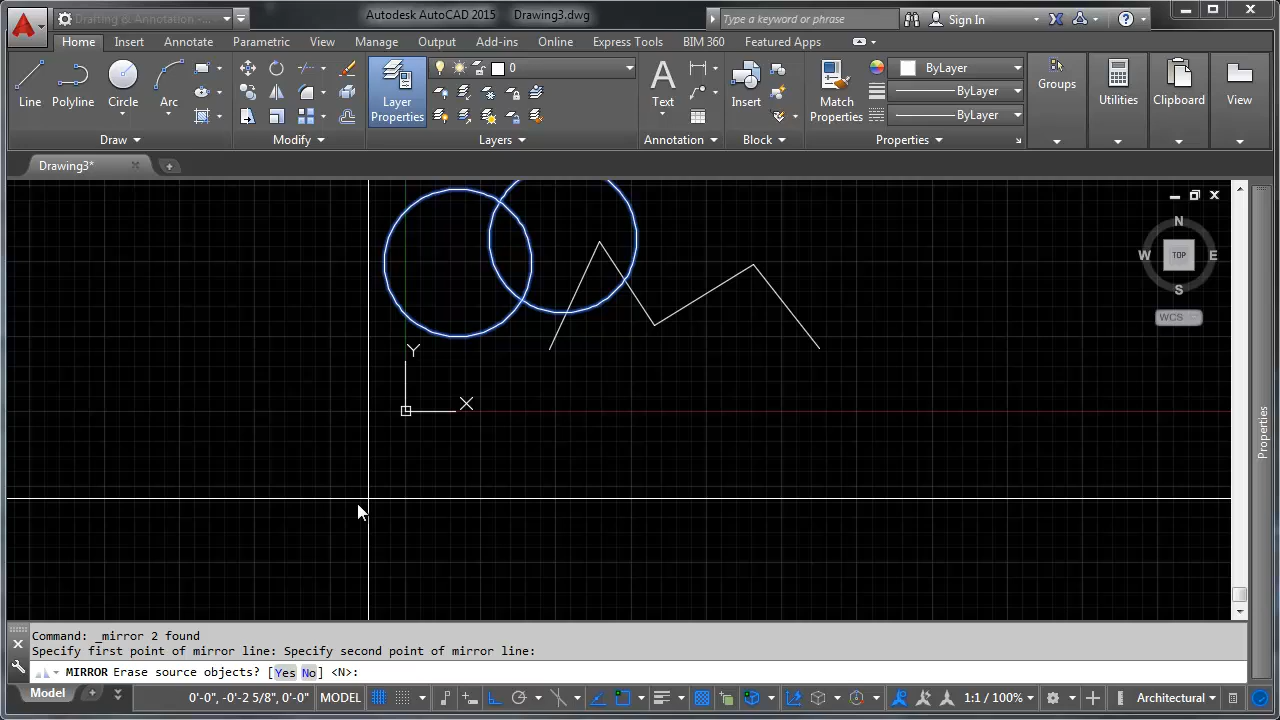 Drafting & Annotation
Autodesk AutoCAD 2015 Drawing3.dwg
Type a keyword or phrase
Sign In
Home Insert Annotate Parametric View Manage Output Add-ins Online Express Tools BIM 360 Featured Apps
0
ByLayer
ByLayer
ByLayer
Line Polyline Circle Arc
Layer Properties
Text
Insert
Match Properties
Groups
Utilities
Clipboard
View
Draw Modify Layers Annotation Block Properties
Drawing3*
N
W TOP E
S
WCS
Y
X
Properties
Command: _mirror 2 found
Specify first point of mirror line: Specify second point of mirror line:
MIRROR Erase source objects? [Yes No] <N>:
Model
0'-0", -0'-2 5/8", 0'-0" MODEL 1:1 / 100% Architectural